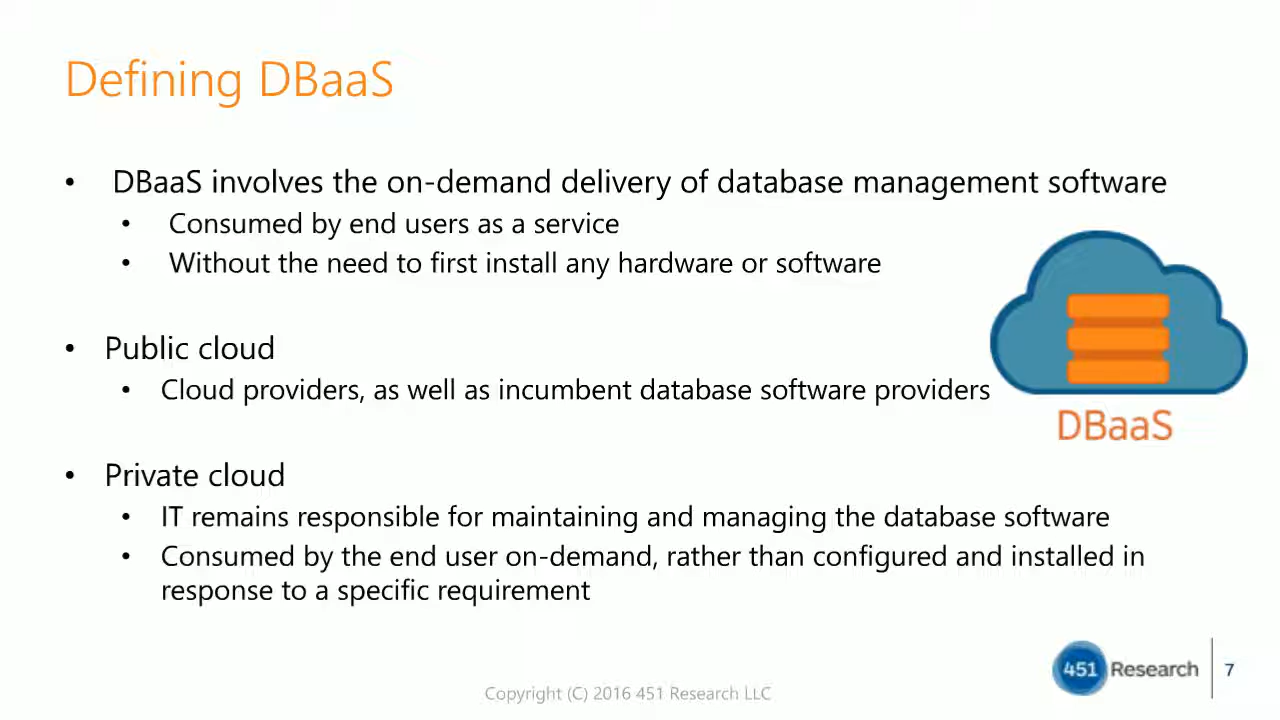 Defining DBaaS
• DBaaS involves the on-demand delivery of database management software
• Consumed by end users as a service
• Without the need to first install any hardware or software
• Public cloud
• Cloud providers, as well as incumbent database software providers
DBaaS
• Private cloud
• IT remains responsible for maintaining and managing the database software
• Consumed by the end user on-demand, rather than configured and installed in
response to a specific requirement
451 Research
7
Copyright (C) 2016 451 Research LLC